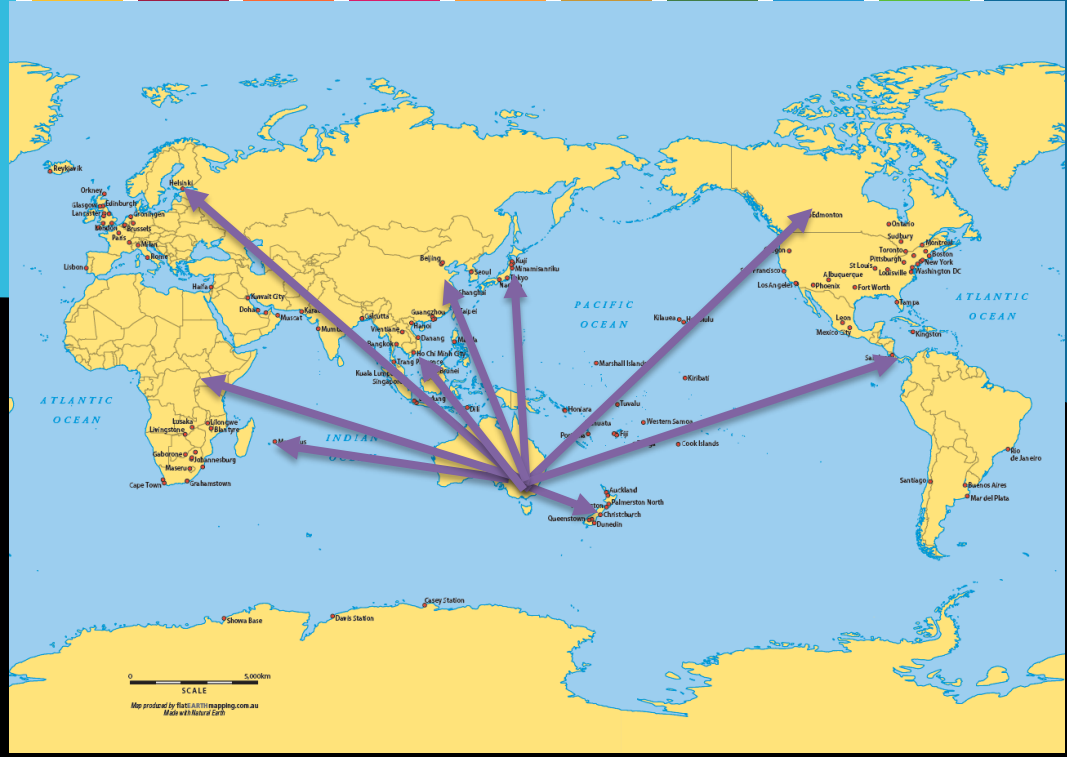 Reykjavik
Helsinki
Orkney
Glasgow
Edinburgh
Lancaster
Groningen
London
Brussels
Paris
Milan
Rome
Lisbon
Haifa
Kuwait City
Doha
Muscat
Calcutta
Beijing
Seoul
Kuji
Minamisanriku
Tokyo
Shanghai
Taipei
Guangzhou
Hanoi
Vientiane
Danang
Bangkok
Ho Chi Minh City
Brunei
Kuala
Singapore
Dili
Edmonton
Ontario
Sudbury
Montreal
Toronto
Boston
Pittsburgh
New York
St Louis
Washington DC
Louisville
Albuquerque
Los Angeles
Phoenix
Fort Worth
Tampa
Leon
Mexico City
Kingston
PACIFIC
OCEAN
ATLANTIC
OCEAN
Kilauea
Marshall Islands
Kiribati
Honiara
Tuvalu
Western Samoa
Fiji
Cook Islands
ATLANTIC
OCEAN
INDIAN
Lusaka
Lilongwe
Livingstone
Blantyre
Gaborone
Johannesburg
Maseru
Cape Town
Grahamstown
Rio
de Janeiro
Santiago
Buenos Aires
Mar del Plata
Auckland
Palmerston North
Christchurch
Queenstown
Dunedin
Casey Station
Showa Base
Davis Station
0 5,000km
SCALE
Map produced by flatEARTHmapping.com.au
Made with Natural Earth